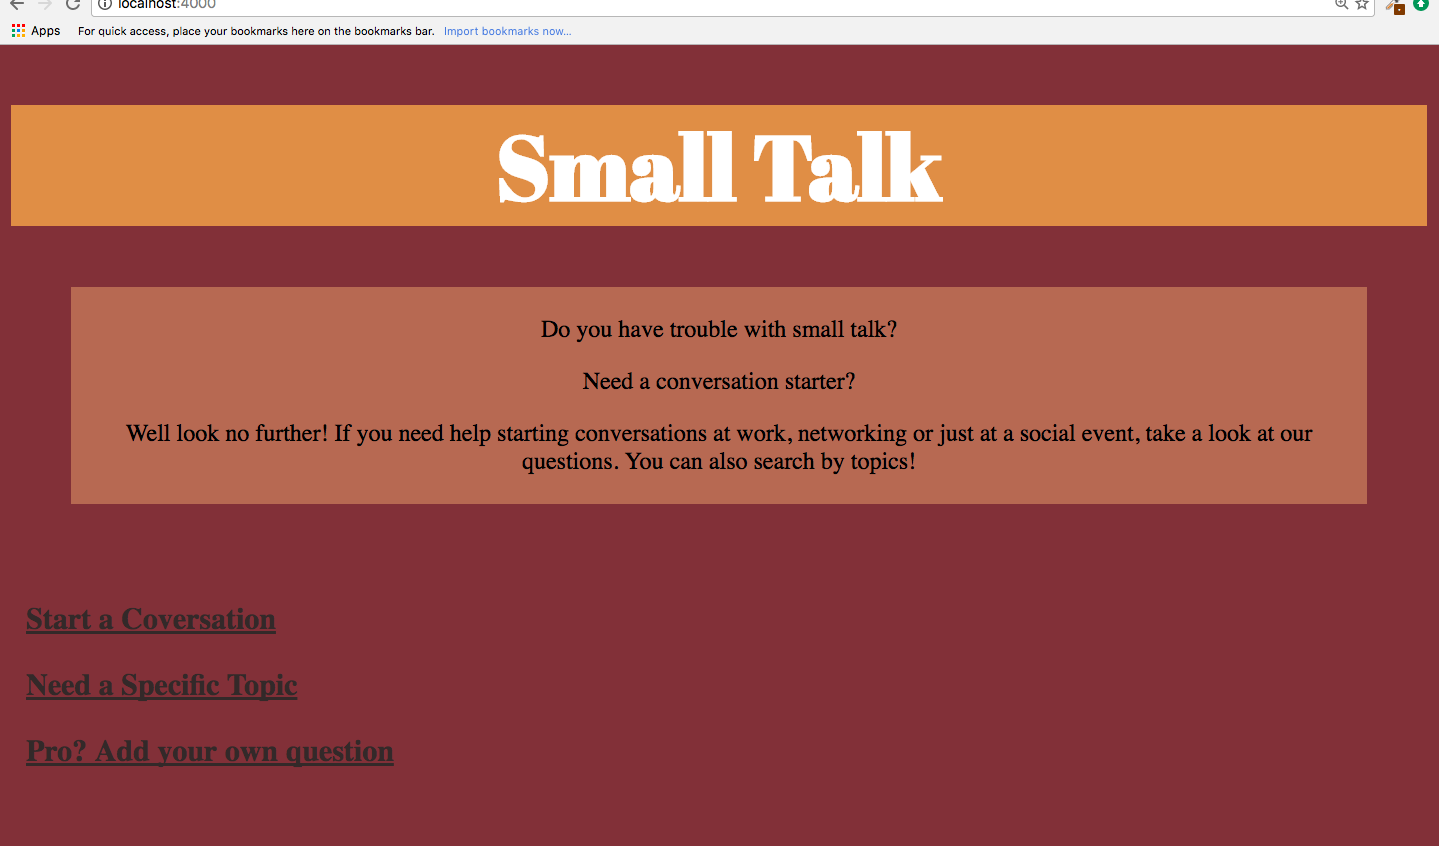 localhost:4000
Apps For quick access, place your bookmarks here on the bookmarks bar. Import bookmarks now...
Small Talk
Do you have trouble with small talk?
Need a conversation starter?
Well look no further! If you need help starting conversations at work, networking or just at a social event, take a look at our
questions. You can also search by topics!
Start a Coversation
Need a Specific Topic
Pro? Add your own question